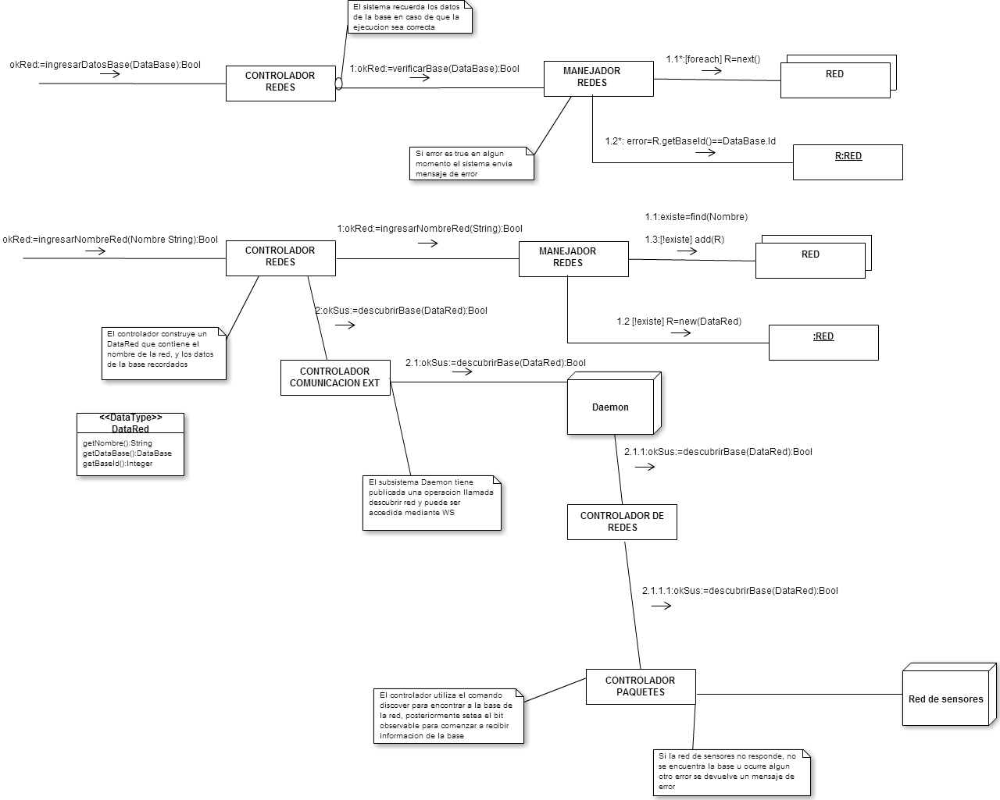 El sistema recuerda los datos
de la base en caso de que la
ejecucion sea correcta
okRed:=ingresarDatosBase(DataBase):Bool
CONTROLADOR
REDES
1:okRed:=verificarBase(DataBase):Bool
MANEJADOR
REDES
1.1*:[foreach] R=next()
RED
1.2*: error=R.getBaseId()==DataBase.Id
R:RED
Si error es true en algun
momento el sistema envia
mensaje de error
okRed:=ingresarNombreRed(Nombre String):Bool
CONTROLADOR
REDES
1:okRed:=ingresarNombreRed(String):Bool
MANEJADOR
REDES
1.1:existe=find(Nombre)
1.3:[!existe] add(R)
RED
2:okSus:=descubrirBase(DataRed):Bool
1.2 [!existe] R=new(DataRed)
:RED
El controlador construye un
DataRed que contiene el
nombre de la red, y los datos
de la base recordados
CONTROLADOR
COMUNICACION EXT
2.1:okSus:=descubrirBase(DataRed):Bool
Daemon
<<DataType>>
DataRed
getNombre():String
getDataBase():DataBase
getBaseId():Integer
2.1.1:okSus:=descubrirBase(DataRed):Bool
El subsistema Daemon tiene
publicada una operacion llamada
descubrir red y puede ser
accedida mediante WS
CONTROLADOR DE
REDES
2.1.1.1:okSus:=descubrirBase(DataRed):Bool
CONTROLADOR
PAQUETES
Red de sensores
El controlador utiliza el comando
discover para encontrar a la base de
la red, posteriormente setea el bit
observable para comenzar a recibir
informacion de la base
Si la red de sensores no responde, no
se encuentra la base u ocurre algun
otro error se devuelve un mensaje de
error